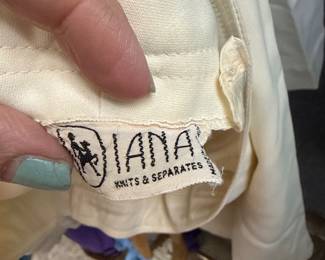 IANA
KNITS & SEPARATES